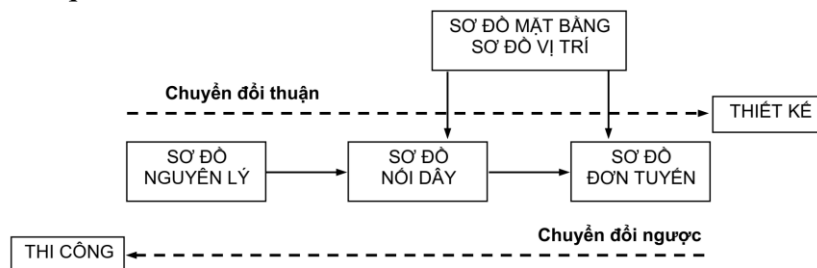 SƠ ĐỒ MẶT BẰNG
SƠ ĐỒ VỊ TRÍ
Chuyển đổi thuận
THIẾT KẾ
SƠ ĐỒ
NGUYÊN LÝ
SƠ ĐỒ
NỐI DÂY
SƠ ĐỒ
ĐƠN TUYẾN
Chuyển đổi ngược
THI CÔNG